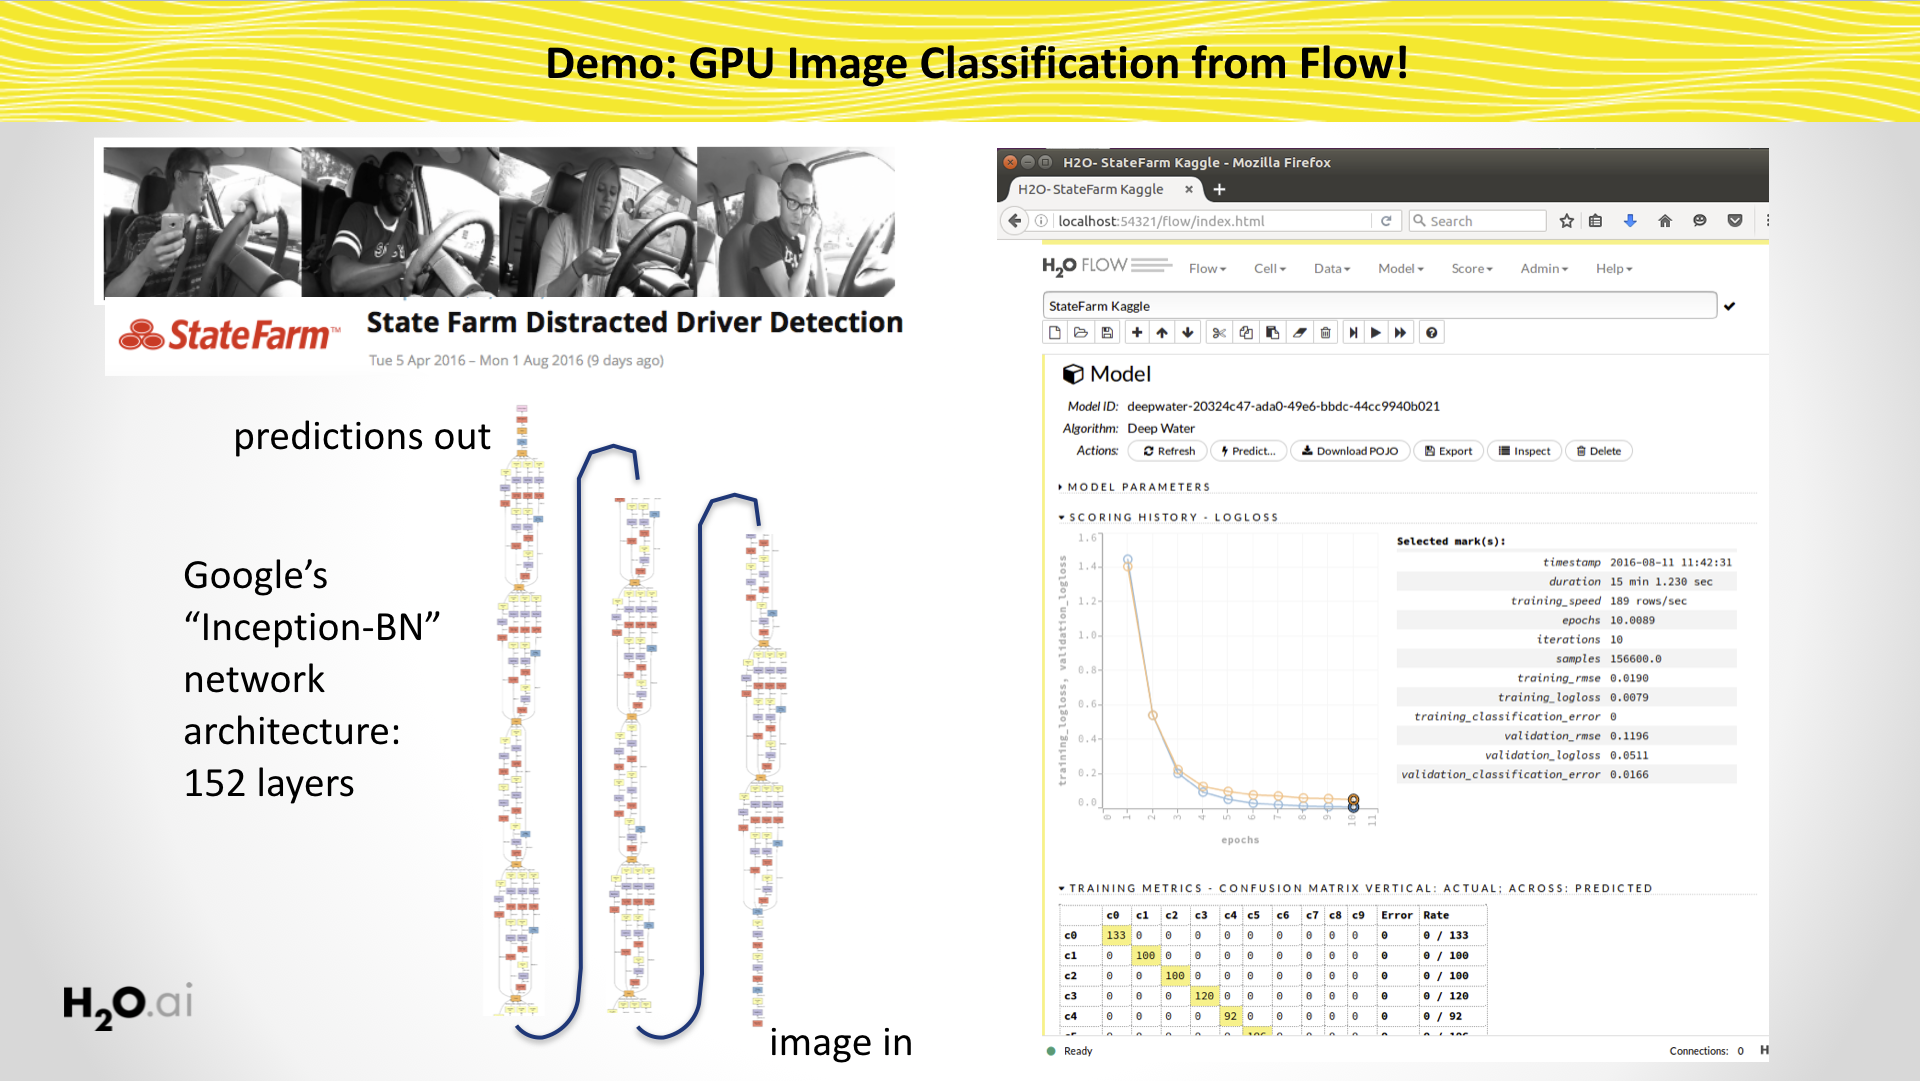 Demo: GPU Image Classification from Flow!
StateFarm™
State Farm Distracted Driver Detection
Tue 5 Apr 2016 – Mon 1 Aug 2016 (9 days ago)
predictions out
Google's
"Inception-BN"
network
architecture:
152 layers
image in
H2O.ai
H2O- StateFarm Kaggle - Mozilla Firefox
H2O- StateFarm Kaggle
localhost:54321/flow/index.html
Search
H2O FLOW Flow Cell Data Model Score Admin Help
StateFarm Kaggle
Model
Model ID: deepwater-20324c47-ada0-49e6-bbdc-44cc9940b021
Algorithm: Deep Water
Actions: Refresh Predict... Download POJO Export Inspect Delete
MODEL PARAMETERS
SCORING HISTORY - LOGLOSS
training_logloss, validation_logloss
1.6
1.4
1.2
1.0
0.8
0.6
0.4
0.2
0.0
0 1 2 3 4 5 6 7 8 9 10 11
epochs
Selected mark(s):
timestamp 2016-08-11 11:42:31
duration 15 min 1.230 sec
training_speed 189 rows/sec
epochs 10.0089
iterations 10
samples 156600.0
training_rmse 0.0190
training_logloss 0.0079
training_classification_error 0
validation_rmse 0.1196
validation_logloss 0.0511
validation_classification_error 0.0166
TRAINING METRICS - CONFUSION MATRIX VERTICAL: ACTUAL; ACROSS: PREDICTED
c0 c1 c2 c3 c4 c5 c6 c7 c8 c9 Error Rate
c0 133 0 0 0 0 0 0 0 0 0 0 0 / 133
c1 0 100 0 0 0 0 0 0 0 0 0 0 / 100
c2 0 0 100 0 0 0 0 0 0 0 0 0 / 100
c3 0 0 0 120 0 0 0 0 0 0 0 0 / 120
c4 0 0 0 0 92 0 0 0 0 0 0 0 / 92
Ready
Connections: 0 H